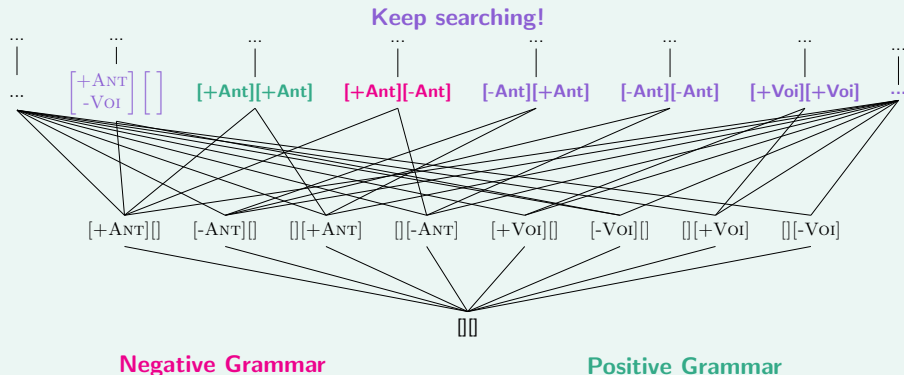 Keep searching!
... ... ... ... ... ... ... ...
... [+ANT -VOI][ ] [+Ant][+Ant] [+Ant][-Ant] [-Ant][+Ant] [-Ant][-Ant] [+Voi][+Voi] ...
[+ANT][] [-ANT][] [][+ANT] [][-ANT] [+VOI][] [-VOI][] [][+VOI] [][-VOI]
[][]
Negative Grammar Positive Grammar